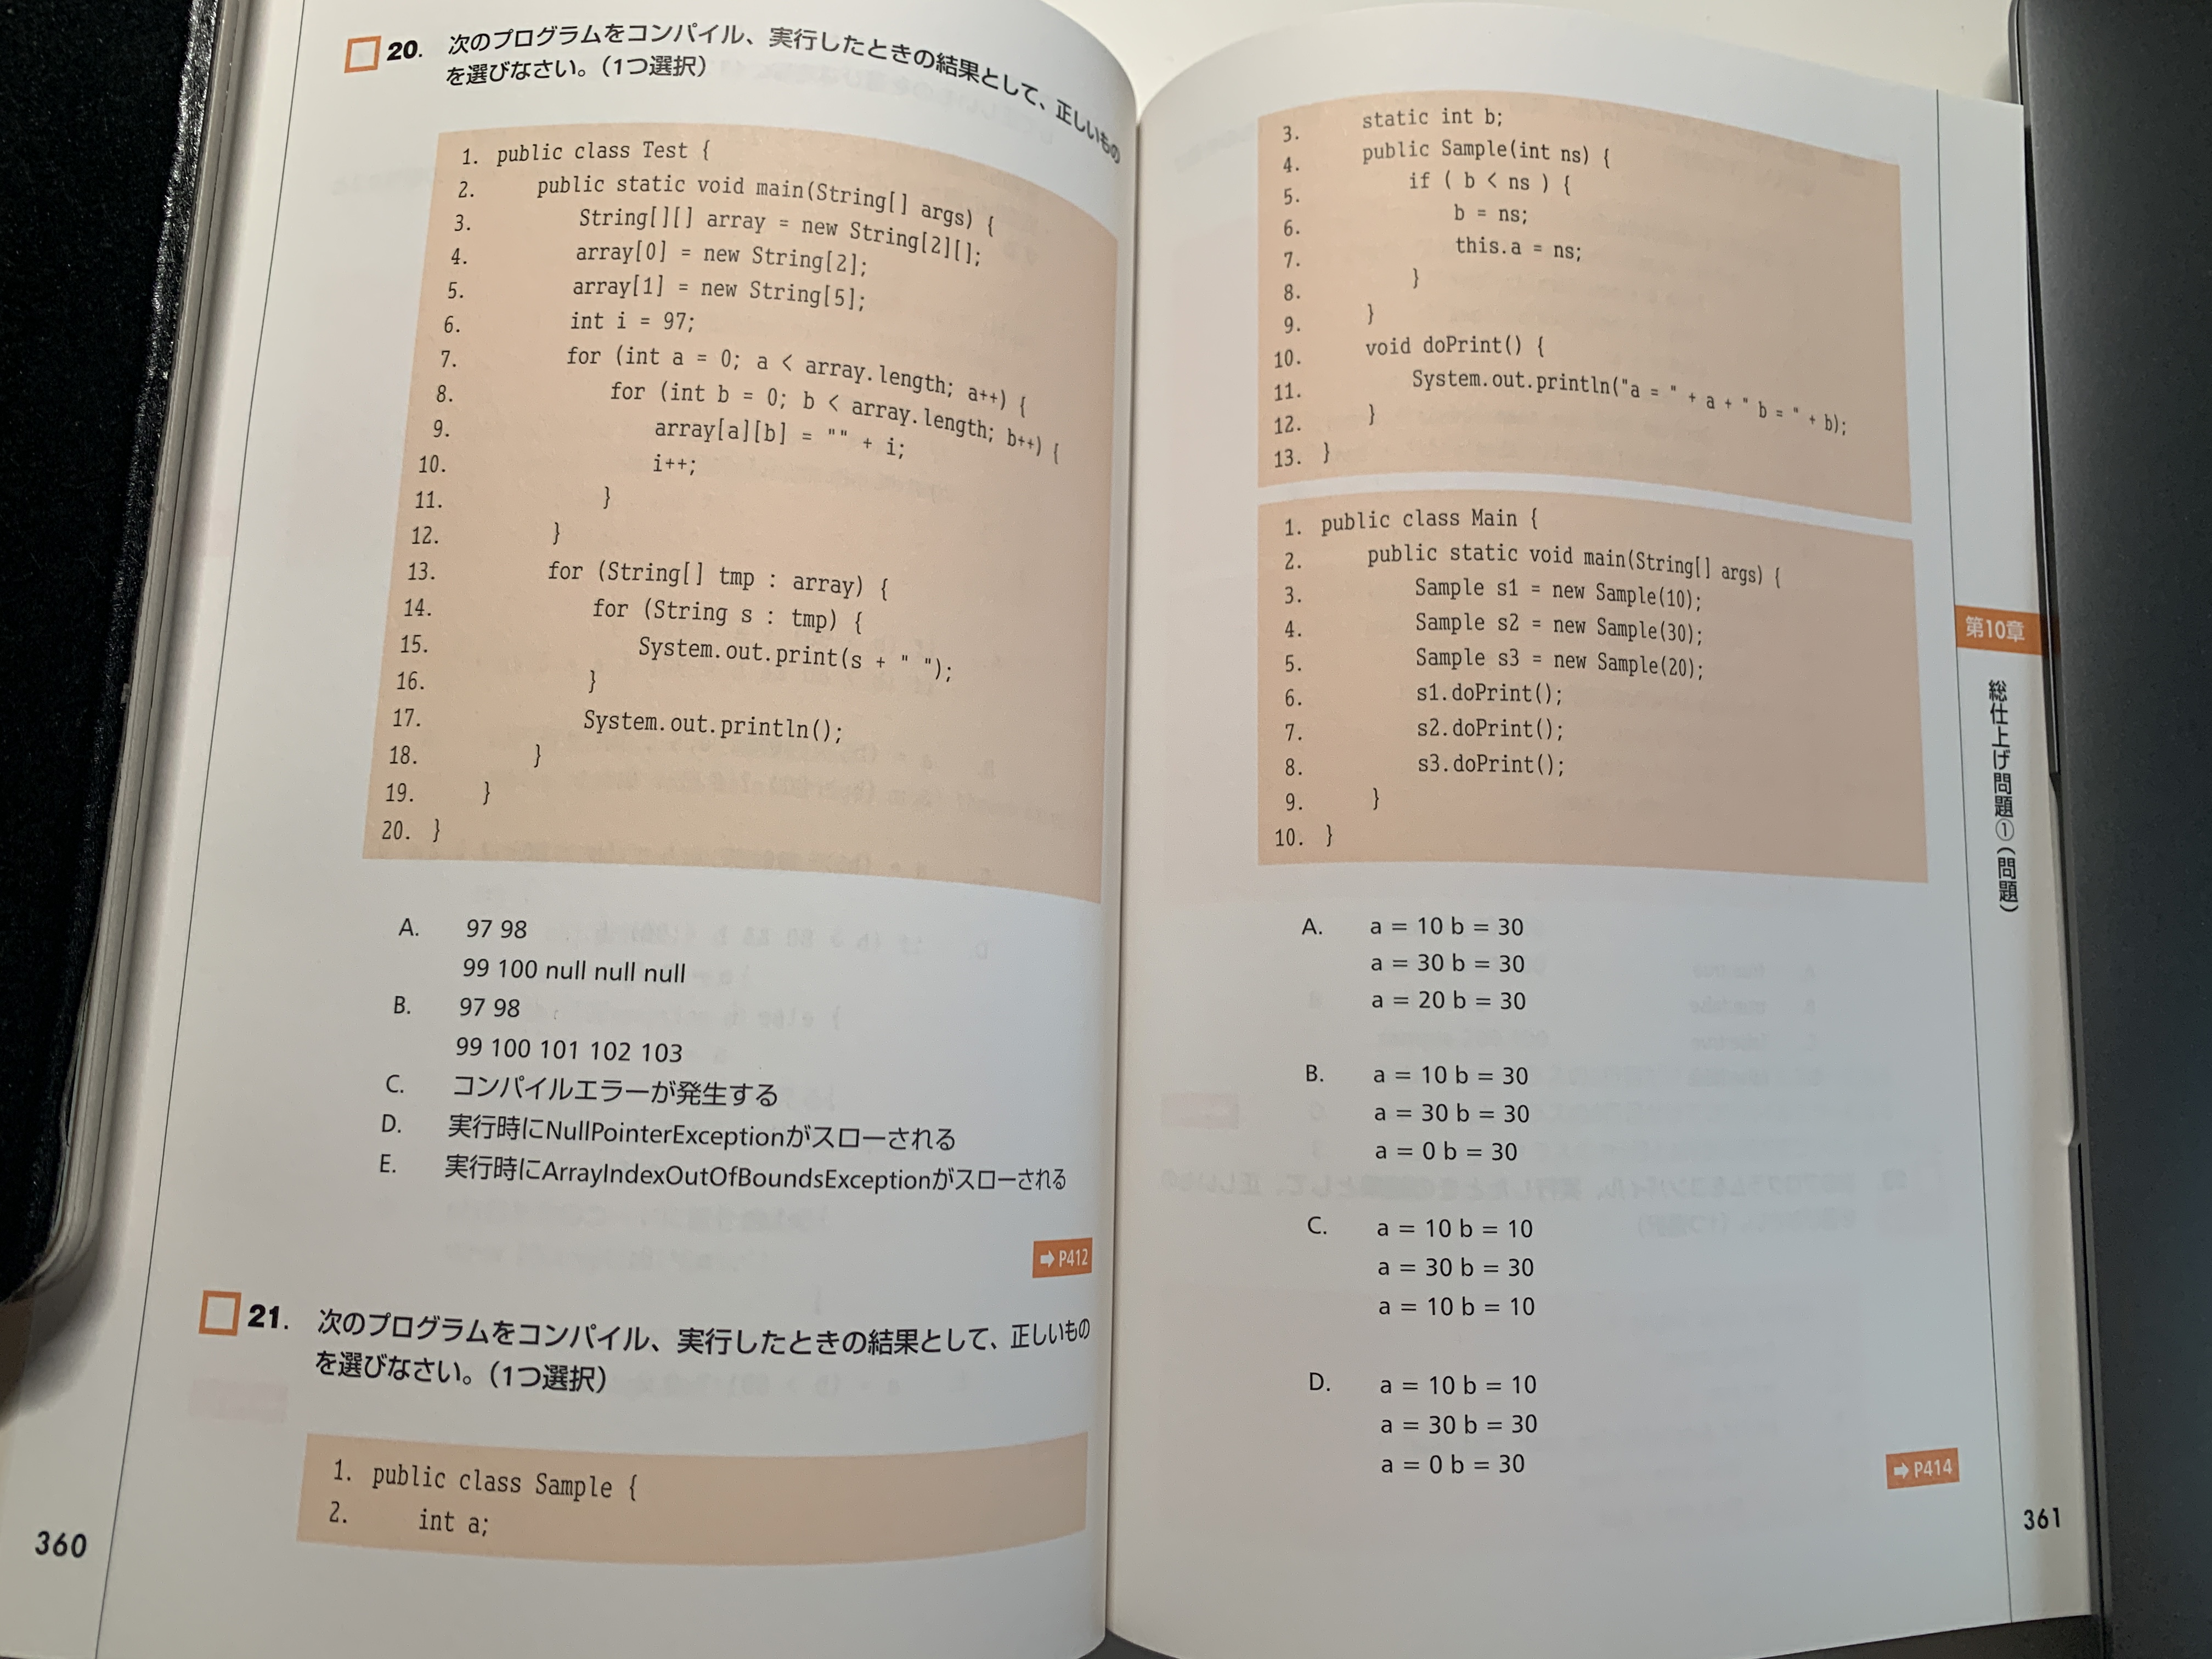 20. 次のプログラムをコンパイル、実行したときの結果として、正しいもの
を選びなさい。（1つ選択）
1. public class Test {
2. public static void main(String[] args) {
3. String[][] array = new String[2][];
4. array[0] = new String[2];
5. array[1] = new String[5];
6. int i = 97;
7. for (int a = 0; a < array.length; a++) {
8. for (int b = 0; b < array.length; b++) {
9. array[a][b] = "" + i;
10. i++;
11. }
12. }
13. for (String[] tmp : array) {
14. for (String s : tmp) {
15. System.out.print(s + " ");
16. }
17. System.out.println();
18. }
19. }
20. }
A. 97 98
99 100 null null null
B. 97 98
99 100 101 102 103
C. コンパイルエラーが発生する
D. 実行時にNullPointerExceptionがスローされる
E. 実行時にArrayIndexOutOfBoundsExceptionがスローされる
➡ P412
21. 次のプログラムをコンパイル、実行したときの結果として、正しいもの
を選びなさい。（1つ選択）
1. public class Sample {
2. int a;
360
3. static int b;
4. public Sample(int ns) {
5. if ( b < ns ) {
6. b = ns;
7. this.a = ns;
8. }
9. }
10. void doPrint() {
11. System.out.println("a = " + a + " b = " + b);
12. }
13. }
1. public class Main {
2. public static void main(String[] args) {
3. Sample s1 = new Sample(10);
4. Sample s2 = new Sample(30);
5. Sample s3 = new Sample(20);
6. s1.doPrint();
7. s2.doPrint();
8. s3.doPrint();
9. }
10. }
A. a = 10 b = 30
a = 30 b = 30
a = 20 b = 30
B. a = 10 b = 30
a = 30 b = 30
a = 0 b = 30
C. a = 10 b = 10
a = 30 b = 30
a = 10 b = 10
D. a = 10 b = 10
a = 30 b = 30
a = 0 b = 30
➡ P414
第10章
総仕上げ問題①（問題）
361